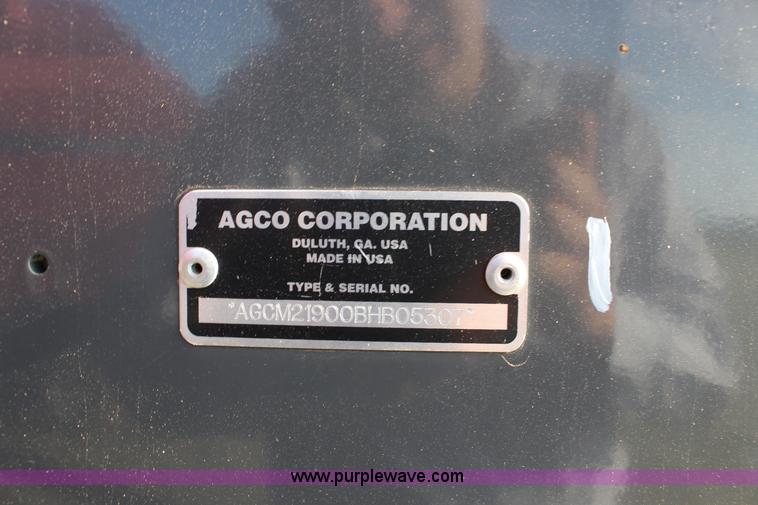 AGCO CORPORATION
DULUTH, GA. USA
MADE IN USA
TYPE & SERIAL NO.
*AGCM21900BHB05307*
www.purplewave.com